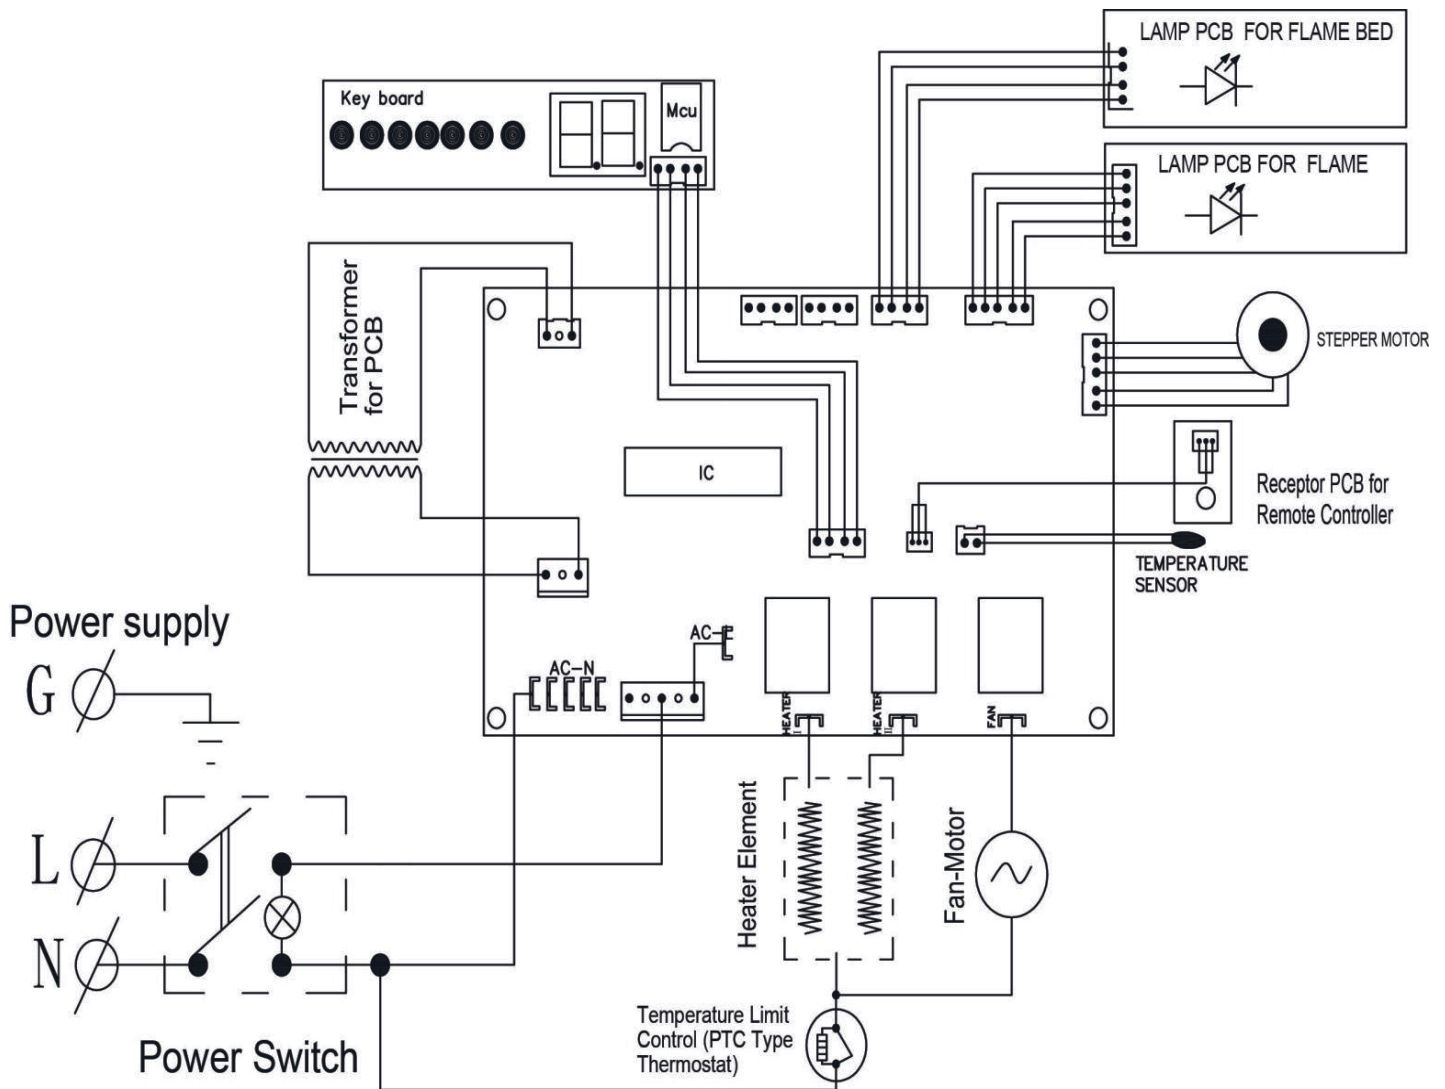 LAMP PCB FOR FLAME BED
Key board
Mcu
LAMP PCB FOR FLAME
Transformer
for PCB
STEPPER MOTOR
IC
Receptor PCB for
Remote Controller
TEMPERATURE
SENSOR
Power supply
AC-L
G
AC-N
HEATER
I
HEATER
II
FAN
L
Heater Element
Fan-Motor
N
Temperature Limit
Control (PTC Type
Thermostat)
Power Switch